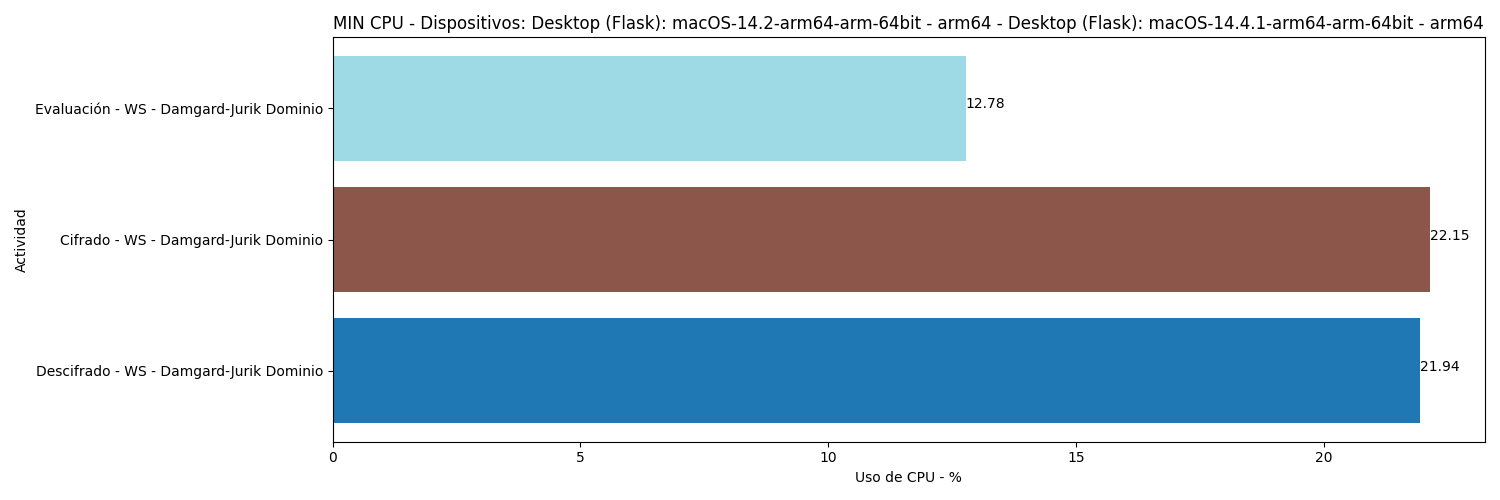 MIN CPU - Dispositivos: Desktop (Flask): macOS-14.2-arm64-arm-64bit - arm64 - Desktop (Flask): macOS-14.4.1-arm64-arm-64bit - arm64
Evaluación - WS - Damgard-Jurik Dominio
12.78
Cifrado - WS - Damgard-Jurik Dominio
22.15
Descifrado - WS - Damgard-Jurik Dominio
21.94
Actividad
0 5 10 15 20
Uso de CPU - %